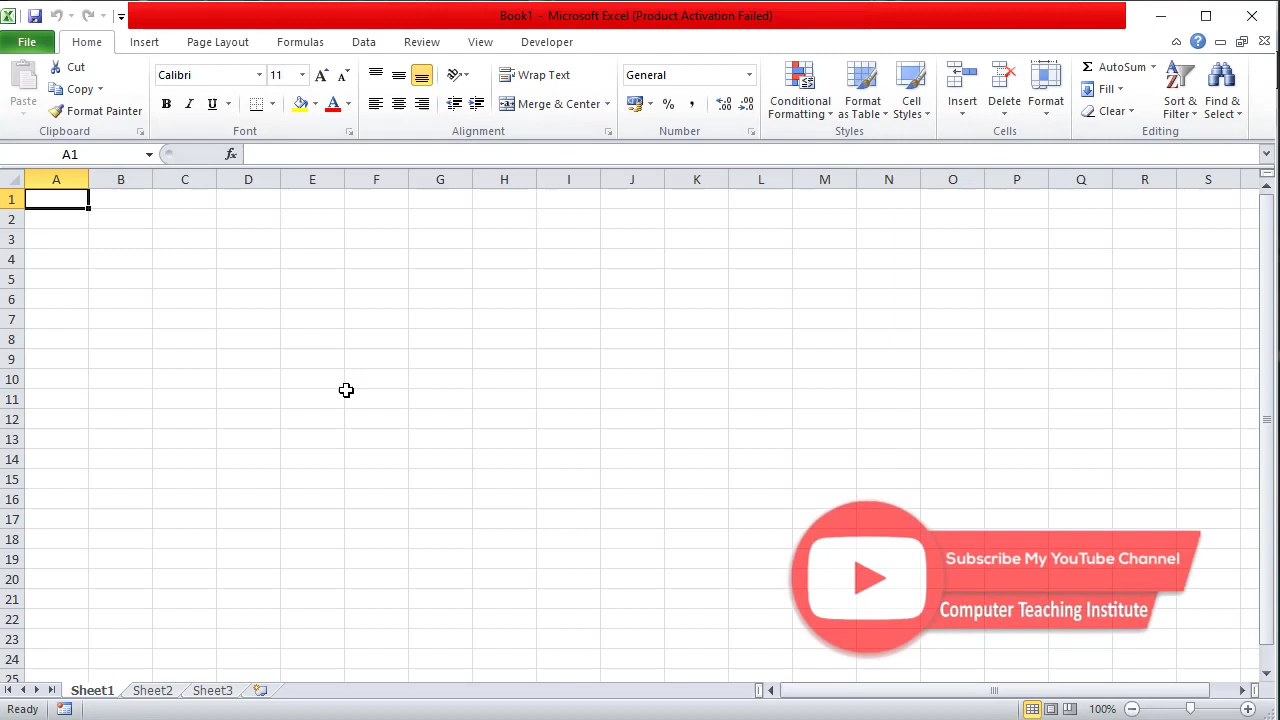 Book1 - Microsoft Excel (Product Activation Failed)
File Home Insert Page Layout Formulas Data Review View Developer
Paste
Cut
Copy
Format Painter
Clipboard
Calibri 11
B I U A
Font
Wrap Text
Merge & Center
Alignment
General
% ,
Number
Conditional Formatting
Format as Table
Cell Styles
Styles
Insert Delete Format
Cells
Σ AutoSum
Fill
Clear
Sort & Filter
Find & Select
Editing
A1 fx
A B C D E F G H I J K L M N O P Q R S
1
2
3
4
5
6
7
8
9
10
11
12
13
14
15
16
17
18
19
20
21
22
23
24
25
Subscribe My YouTube Channel
Computer Teaching Institute
Sheet1 Sheet2 Sheet3
Ready 100%